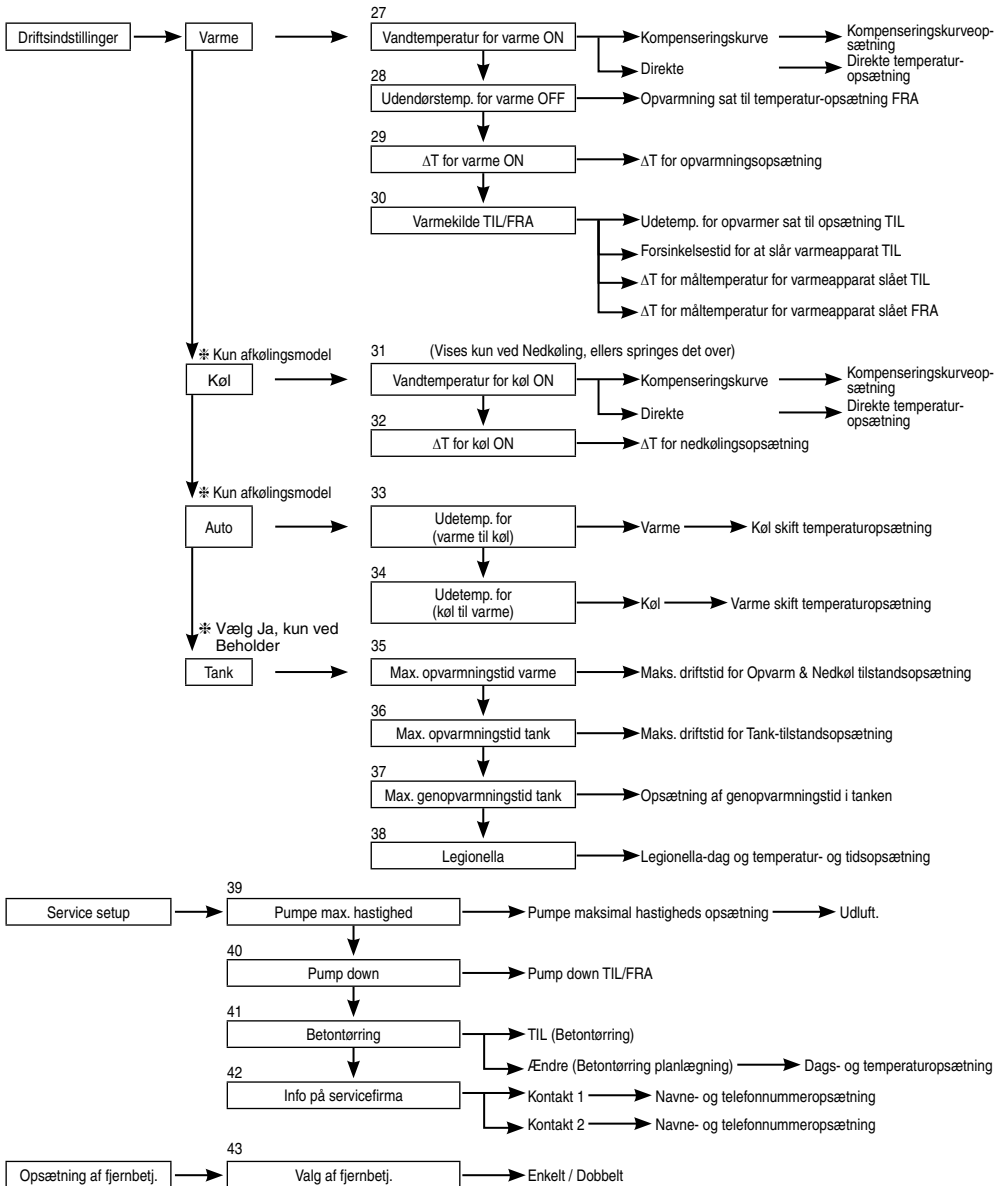 27
Driftsindstillinger
Varme
Vandtemperatur for varme ON
Kompenseringskurve
Kompenseringskurveop-
sætning
Direkte
Direkte temperatur-
opsætning
28
Udendørstemp. for varme OFF
Opvarmning sat til temperatur-opsætning FRA
29
ΔT for varme ON
ΔT for opvarmningsopsætning
30
Varmekilde TIL/FRA
Udetemp. for opvarmer sat til opsætning TIL
Forsinkelsestid for at slår varmeapparat TIL
ΔT for måltemperatur for varmeapparat slået TIL
ΔT for måltemperatur for varmeapparat slået FRA
❈ Kun afkølingsmodel
31
(Vises kun ved Nedkøling, ellers springes det over)
Køl
Vandtemperatur for køl ON
Kompenseringskurve
Kompenseringskurveop-
sætning
Direkte
Direkte temperatur-
opsætning
32
ΔT for køl ON
ΔT for nedkølingsopsætning
❈ Kun afkølingsmodel
33
Auto
Udetemp. for
(varme til køl)
Varme
Køl skift temperaturopsætning
34
Udetemp. for
(køl til varme)
Køl
Varme skift temperaturopsætning
❈ Vælg Ja, kun ved
Beholder
35
Tank
Max. opvarmningstid varme
Maks. driftstid for Opvarm & Nedkøl tilstandsopsætning
36
Max. opvarmningstid tank
Maks. driftstid for Tank-tilstandsopsætning
37
Max. genopvarmningstid tank
Opsætning af genopvarmningstid i tanken
38
Legionella
Legionella-dag og temperatur- og tidsopsætning
39
Service setup
Pumpe max. hastighed
Pumpe maksimal hastigheds opsætning
Udluft.
40
Pump down
Pump down TIL/FRA
41
Betontørring
TIL (Betontørring)
Ændre (Betontørring planlægning)
Dags- og temperaturopsætning
42
Info på servicefirma
Kontakt 1
Navne- og telefonnummeropsætning
Kontakt 2
Navne- og telefonnummeropsætning
43
Opsætning af fjernbetj.
Valg af fjernbetj.
Enkelt / Dobbelt